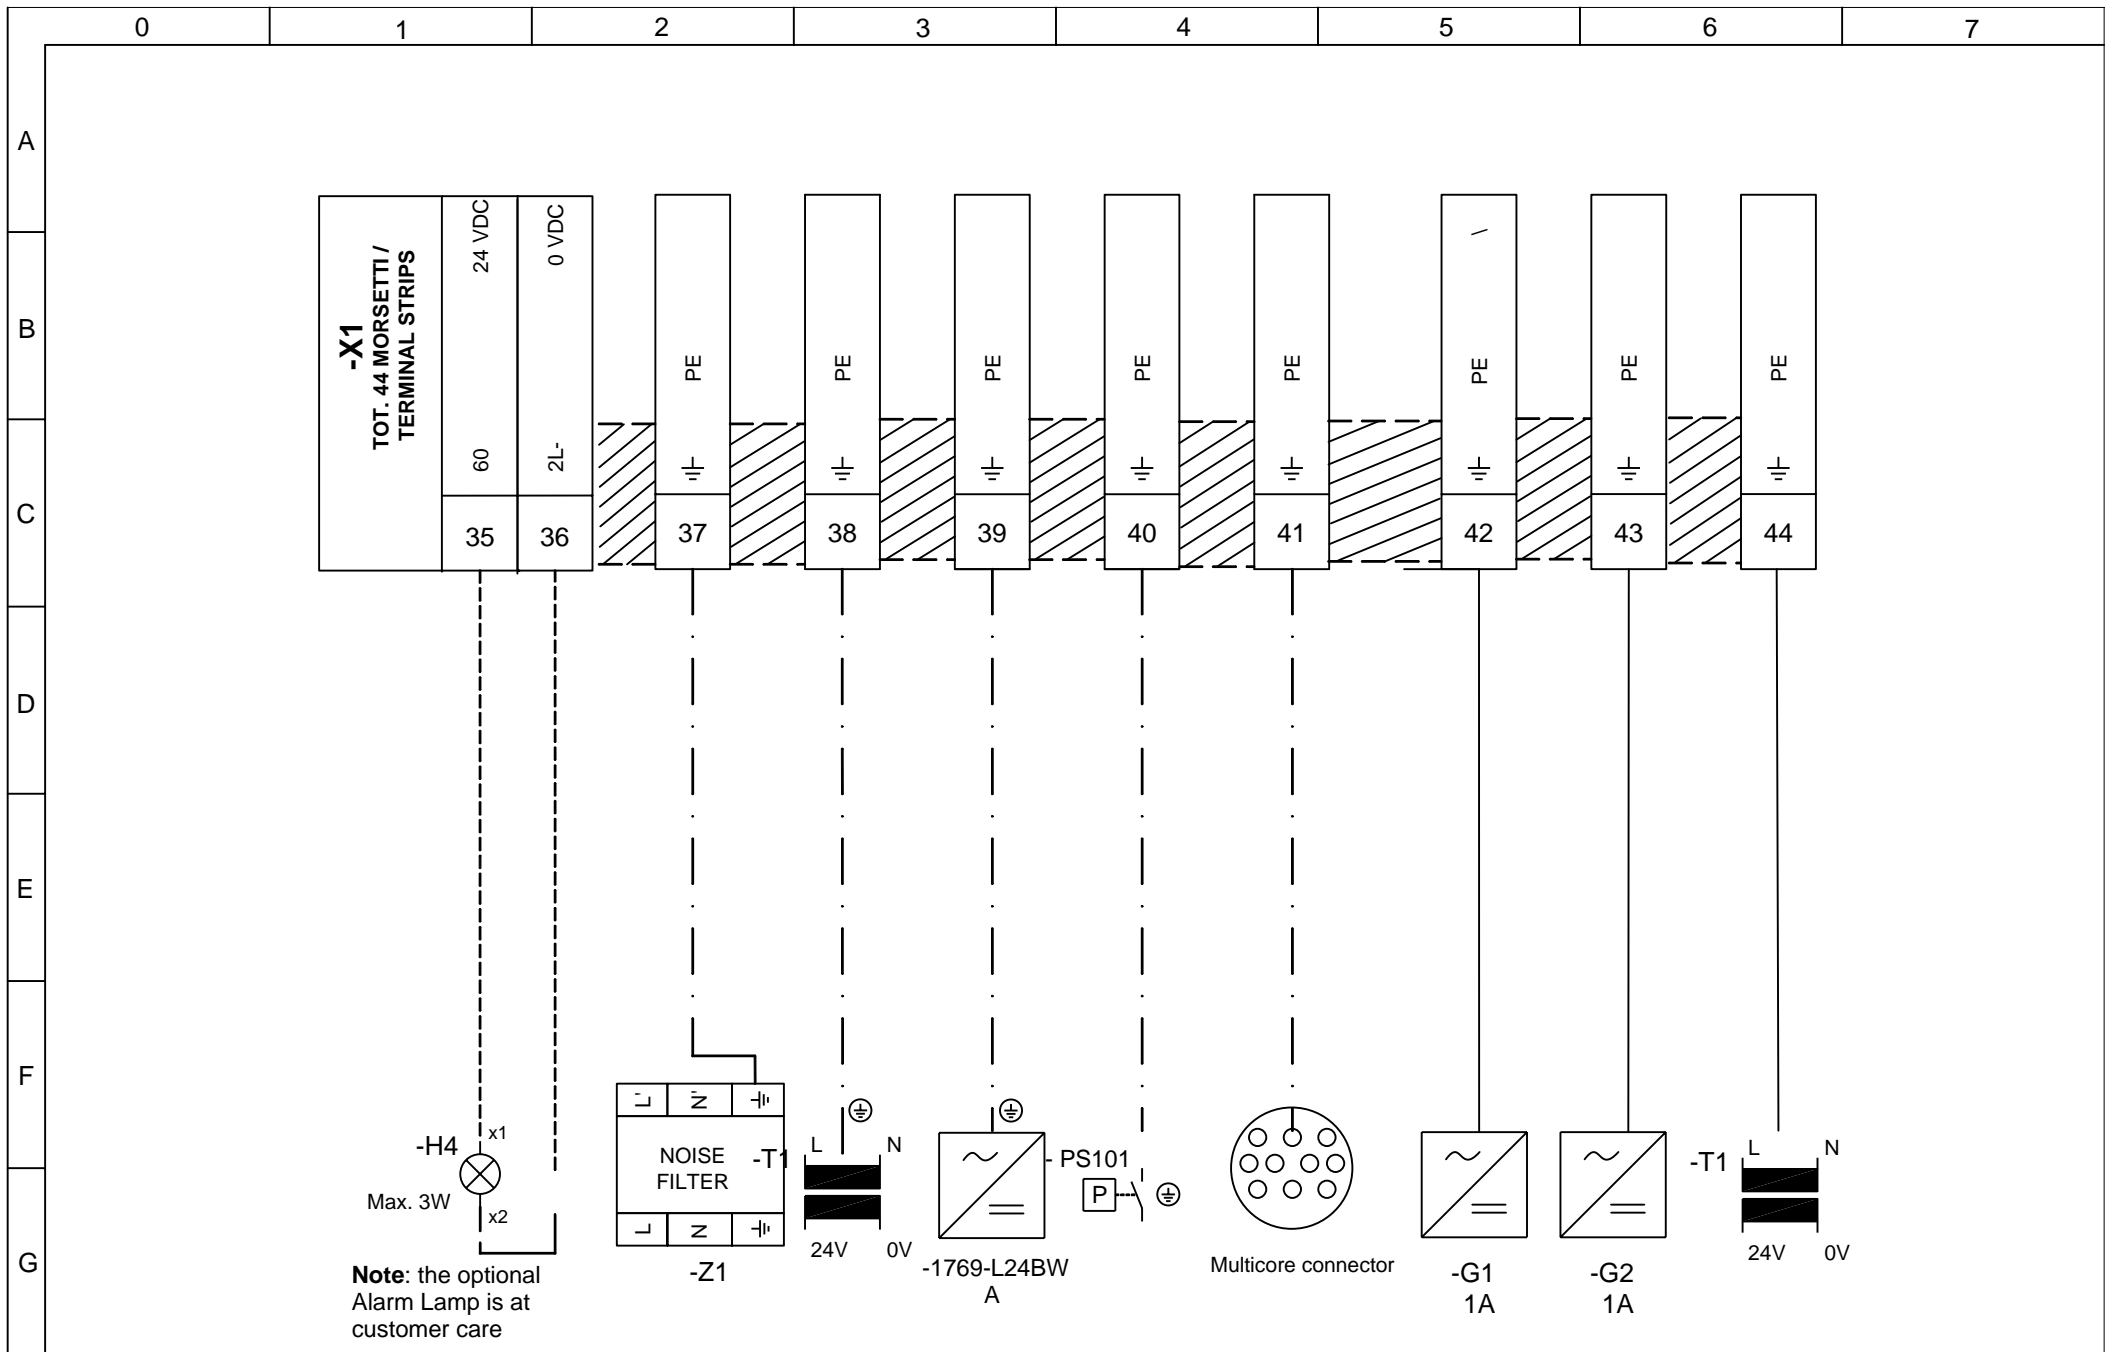 0 1 2 3 4 5 6 7
A
B
C
D
E
F
G
-X1
TOT. 44 MORSETTI /
TERMINAL STRIPS
24 VDC
60
35
0 VDC
2L-
36
PE
37
PE
38
PE
39
PE
40
PE
41
/
PE
42
PE
43
PE
44
-H4
x1
x2
Max. 3W
Note: the optional
Alarm Lamp is at
customer care
L' N'
NOISE
FILTER
L N
-Z1
-T1
L N
24V 0V
-1769-L24BW
A
- PS101
P
Multicore connector
-G1
1A
-G2
1A
-T1
L N
24V 0V